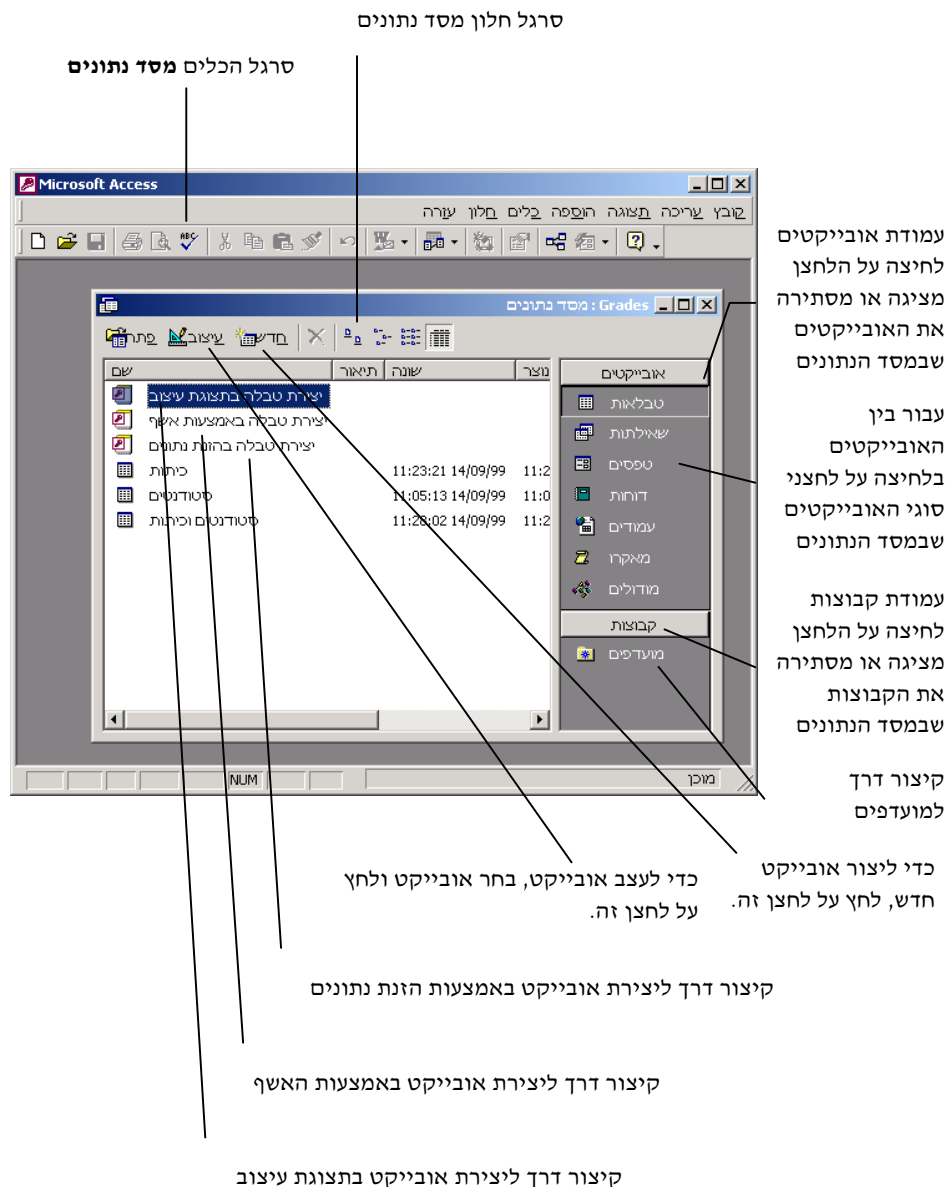 סרגל חלון מסד נתונים
סרגל הכלים מסד נתונים
Microsoft Access
קובץ עריכה תצוגה הוספה כלים חלון עזרה
Grades : מסד נתונים
פתח עיצוב חדש
שם תיאור שונה נוצר
יצירת טבלה בתצוגת עיצוב
יצירת טבלה באמצעות אשף
יצירת טבלה בהזנת נתונים
כיתות 11:23:21 14/09/99 11:2
סטודנטים 11:05:13 14/09/99 11:0
סטודנטים וכיתות 11:28:02 14/09/99 11:2
אובייקטים
טבלאות
שאילתות
טפסים
דוחות
עמודים
מאקרו
מודולים
קבוצות
מועדפים
NUM
מוכן
עמודת אובייקטים
לחיצה על הלחצן
מציגה או מסתירה
את האובייקטים
שבמסד הנתונים
עבור בין
האובייקטים
בלחיצה על לחצני
סוגי האובייקטים
שבמסד הנתונים
עמודת קבוצות
לחיצה על הלחצן
מציגה או מסתירה
את הקבוצות
שבמסד הנתונים
קיצור דרך
למועדפים
כדי ליצור אובייקט
חדש, לחץ על לחצן זה.
כדי לעצב אובייקט, בחר אובייקט ולחץ
על לחצן זה.
קיצור דרך ליצירת אובייקט באמצעות הזנת נתונים
קיצור דרך ליצירת אובייקט באמצעות האשף
קיצור דרך ליצירת אובייקט בתצוגת עיצוב